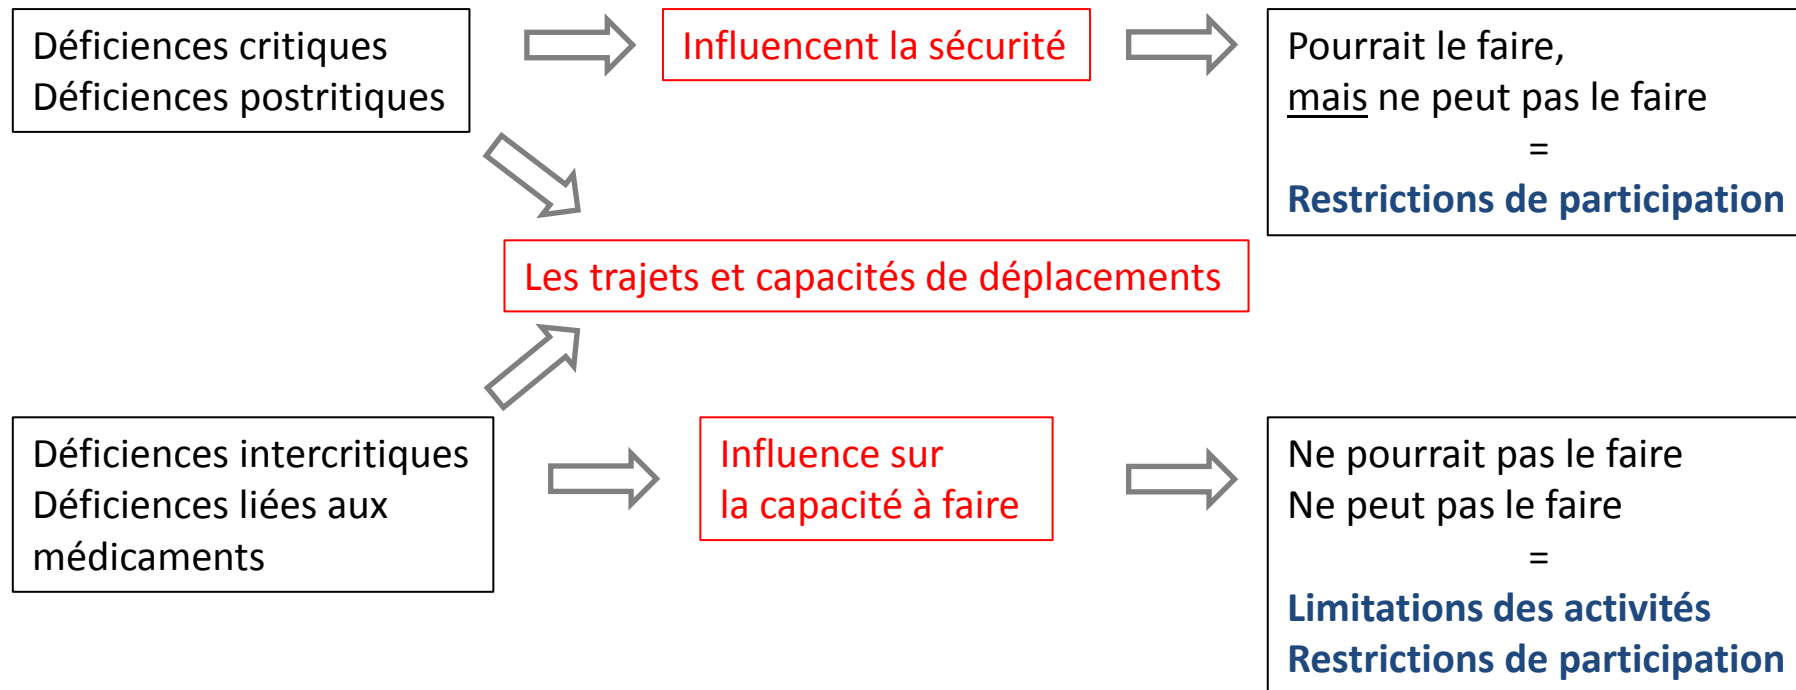 Déficiences critiques
Déficiences postritiques
Influencent la sécurité
Pourrait le faire,
mais ne peut pas le faire
=
Restrictions de participation
Les trajets et capacités de déplacements
Déficiences intercritiques
Déficiences liées aux
médicaments
Influence sur
la capacité à faire
Ne pourrait pas le faire
Ne peut pas le faire
=
Limitations des activités
Restrictions de participation